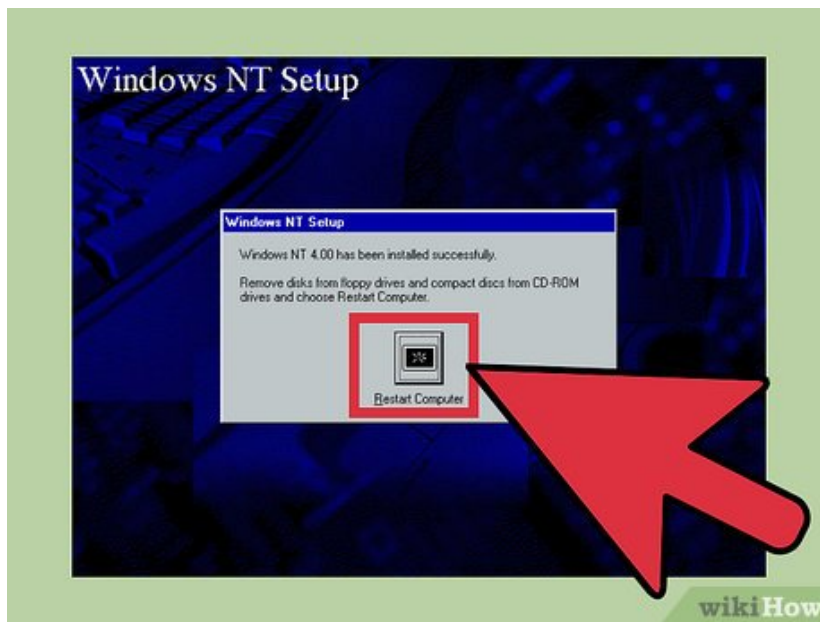 Windows NT Setup
Windows NT Setup
Windows NT 4.00 has been installed successfully.
Remove disks from floppy drives and compact discs from CD-ROM
drives and choose Restart Computer.
Restart Computer
wikiHow